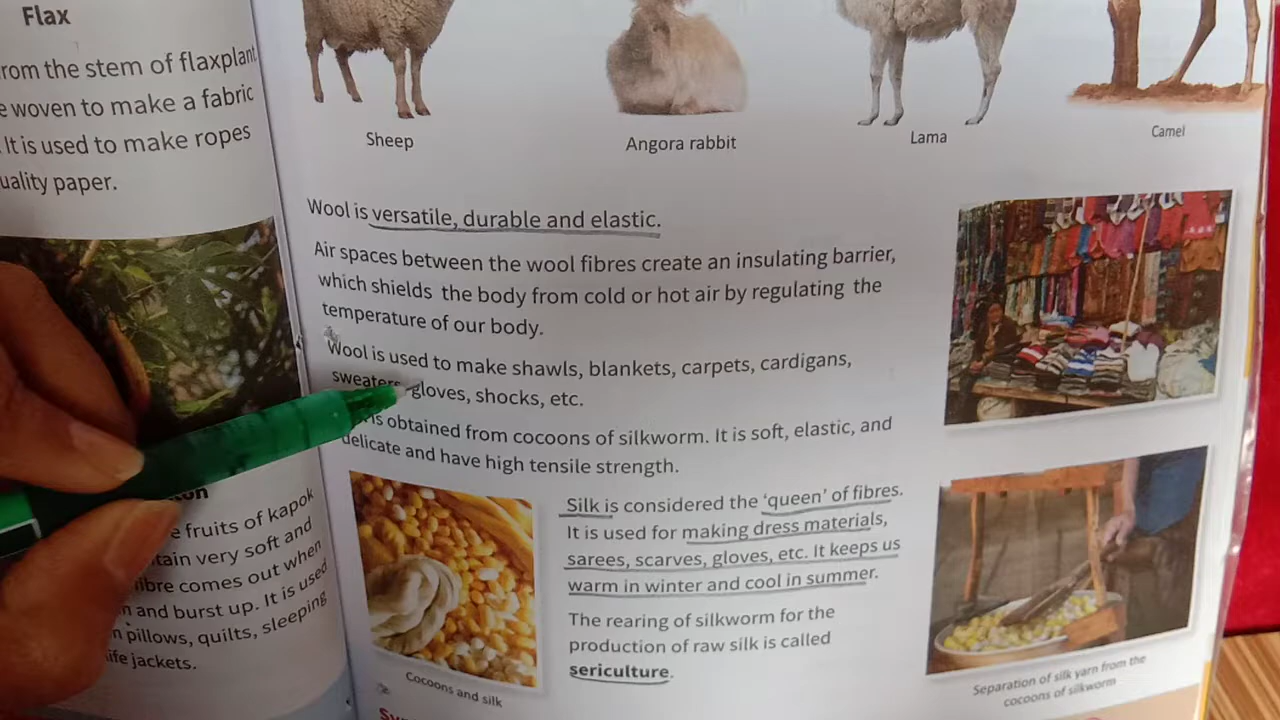 Flax
rom the stem of flaxplant
e woven to make a fabric
. It is used to make ropes
uality paper.
e fruits of kapok
tain very soft and
ibre comes out when
n and burst up. It is used
n pillows, quilts, sleeping
ife jackets.
Sheep
Angora rabbit
Lama
Camel
Wool is versatile, durable and elastic.
Air spaces between the wool fibres create an insulating barrier,
which shields the body from cold or hot air by regulating the
temperature of our body.
Wool is used to make shawls, blankets, carpets, cardigans,
sweaters, gloves, shocks, etc.
is obtained from cocoons of silkworm. It is soft, elastic, and
delicate and have high tensile strength.
Silk is considered the ‘queen’ of fibres.
It is used for making dress materials,
sarees, scarves, gloves, etc. It keeps us
warm in winter and cool in summer.
The rearing of silkworm for the
production of raw silk is called
sericulture.
Cocoons and silk
Separation of silk yarn from the
cocoons of silkworm